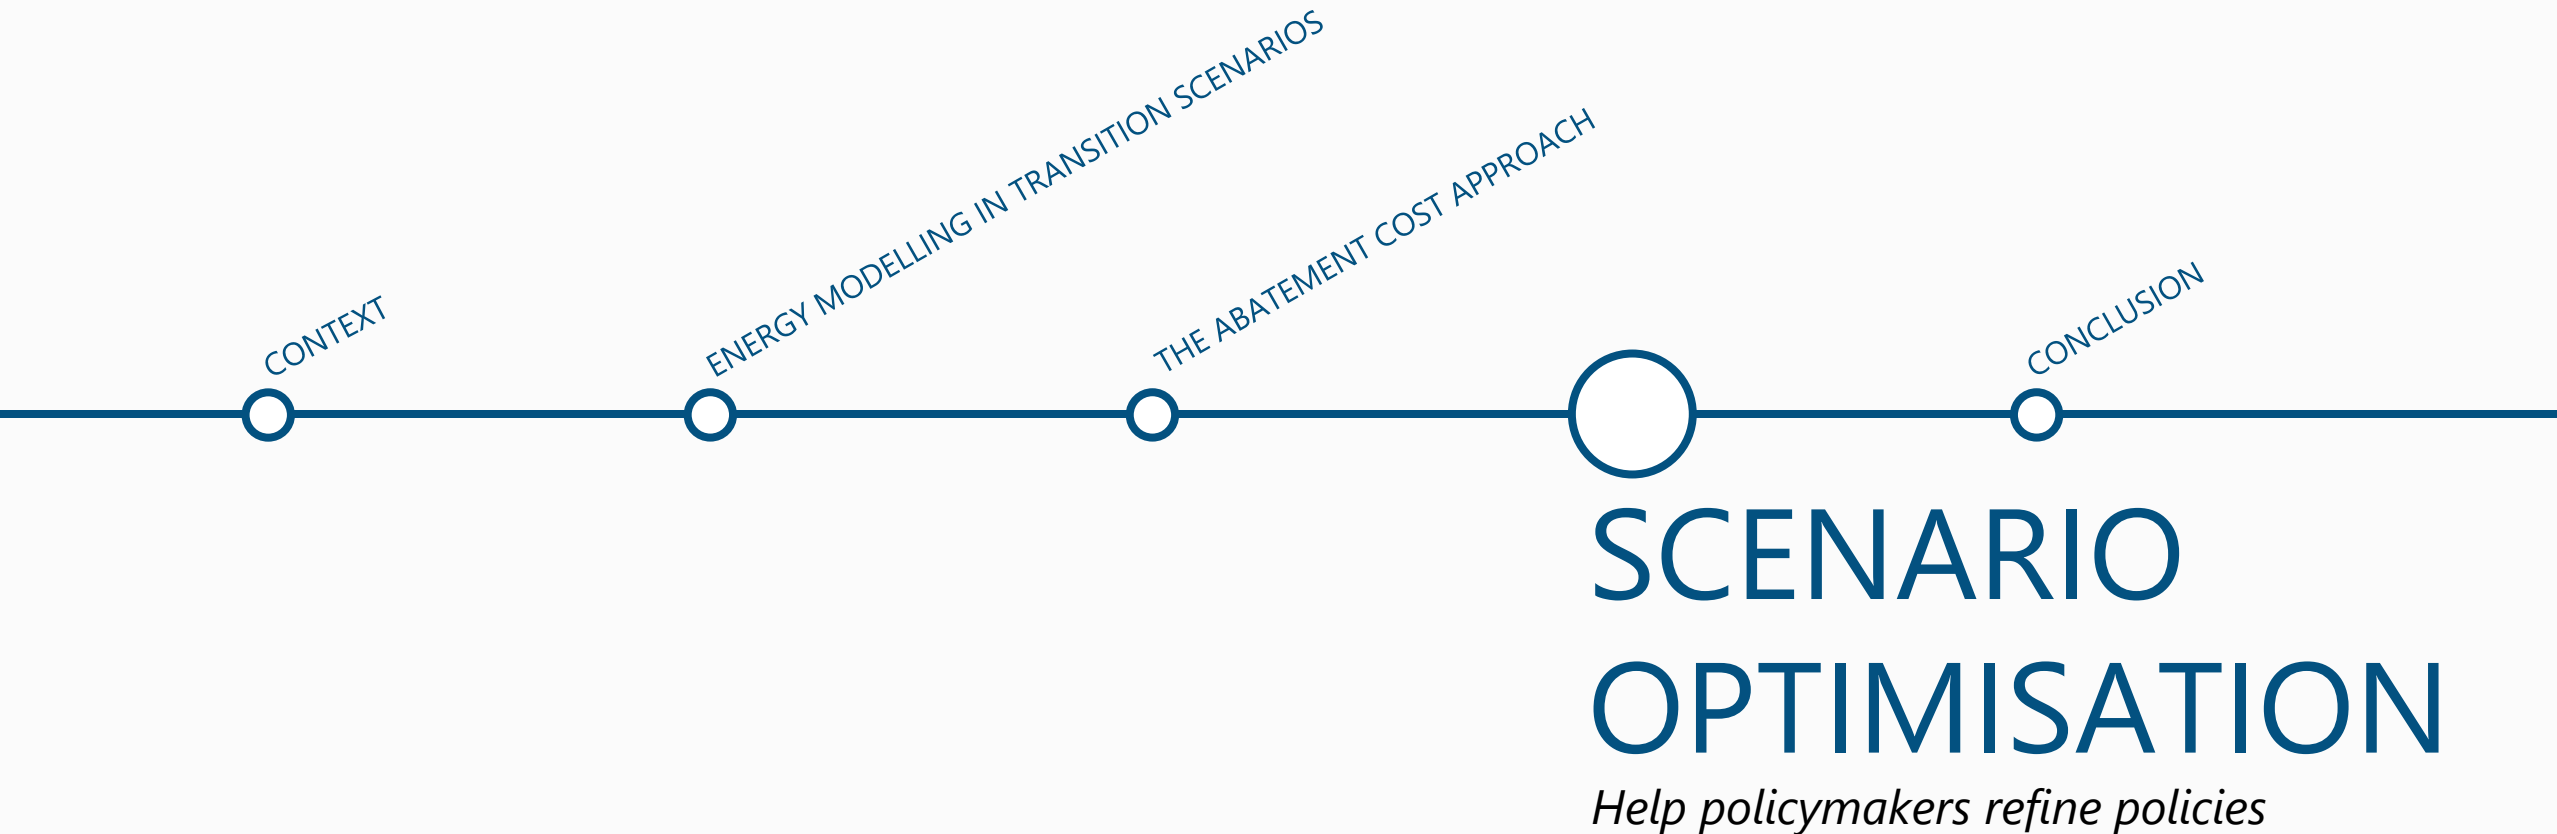 CONTEXT
ENERGY MODELLING IN TRANSITION SCENARIOS
THE ABATEMENT COST APPROACH
CONCLUSION
SCENARIO
OPTIMISATION
Help policymakers refine policies